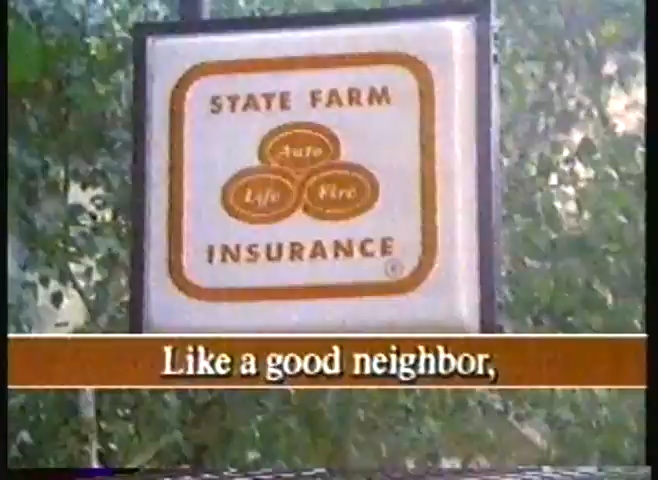 STATE FARM
Auto
Life Fire
INSURANCE
®
Like a good neighbor,